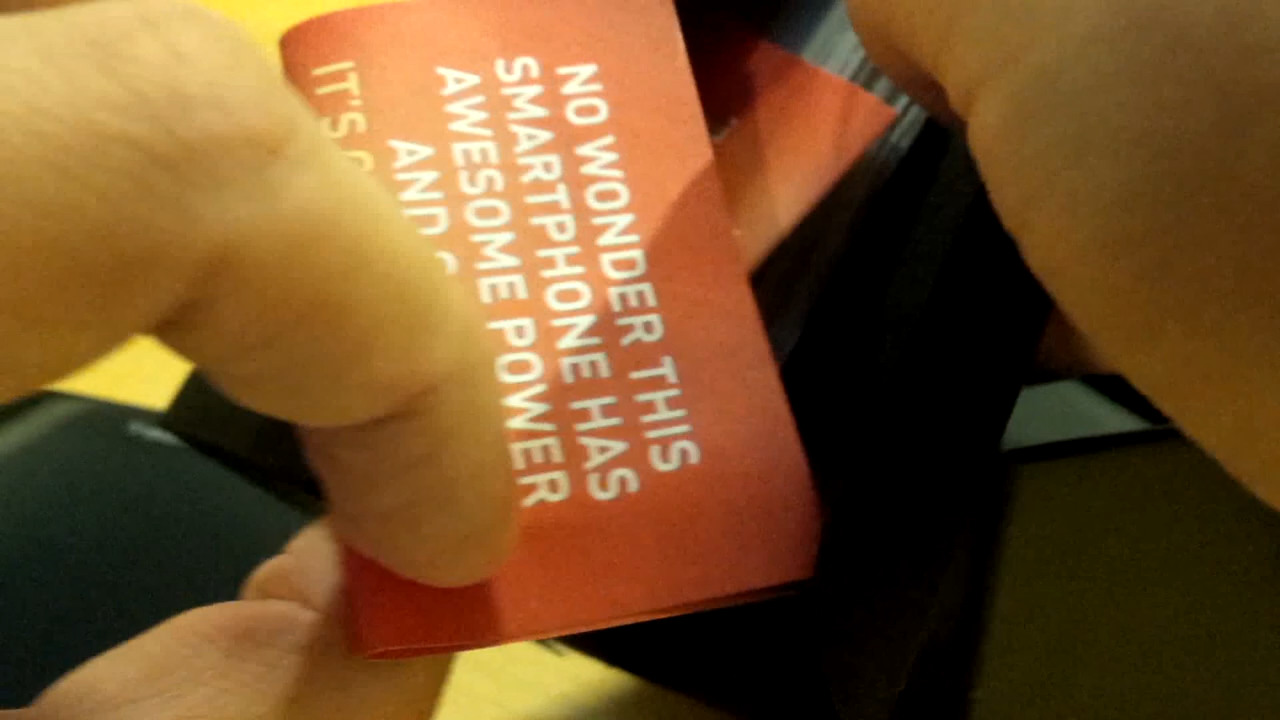 NO WONDER THIS
SMARTPHONE HAS
AWESOME POWER
AND
IT'S